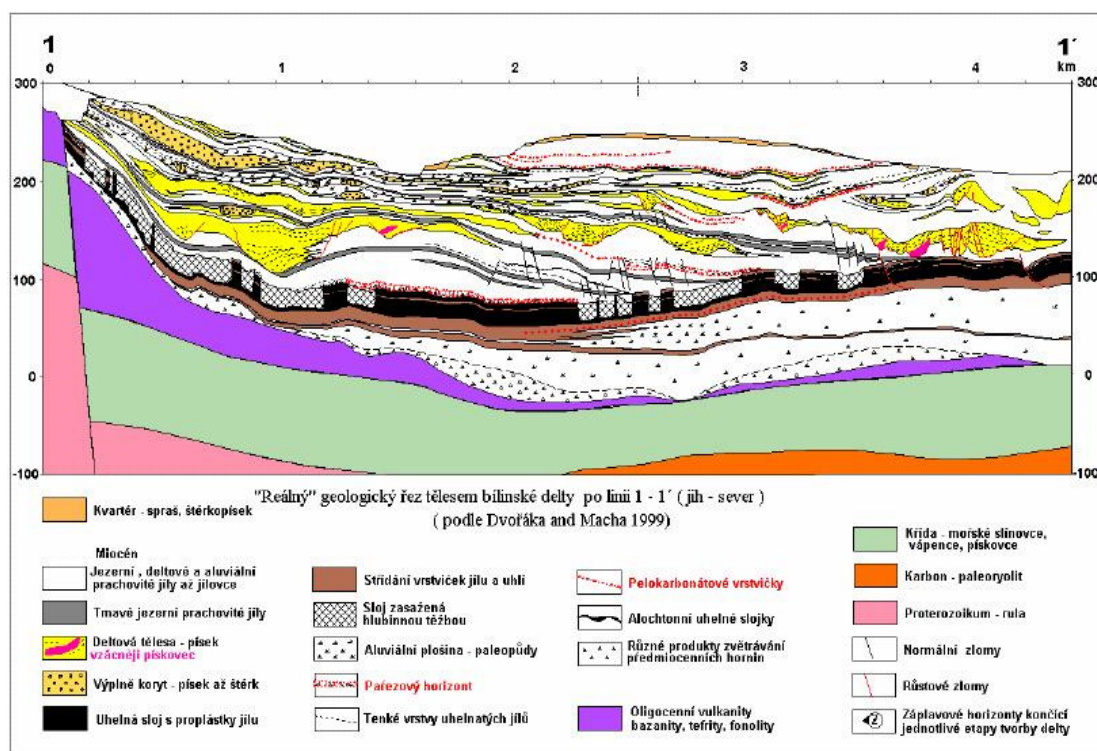 1 1´
0 1 2 3 4 km
300 300
200 200
100 100
0 0
-100 -100
"Reálný" geologický řez tělesem bílinské delty po linii 1 - 1´ ( jih - sever )
( podle Dvořáka and Macha 1999)
Kvartér - spraš, štěrkopísek
Miocén
Jezerní , deltové a aluviální
prachovité jíly až jílovce
Tmavé jezerní prachovité jíly
Deltová tělesa - písek
vzácněji pískovec
Výplně koryt - písek až štěrk
Uhelná sloj s proplástky jílu
Střídání vrstviček jílu a uhlí
Sloj zasažená
hlubinnou těžbou
Aluviální plošina - paleopůdy
Pařezový horizont
Tenké vrstvy uhelnatých jílů
Pelokarbonátové vrstvičky
Alochtonní uhelné slojky
Různé produkty zvětrávání
předmiocenních hornin
Oligocenní vulkanity
bazanity, tefrity, fonolity
Křída - mořské slínovce,
vápence, pískovce
Karbon - paleoryolit
Proterozoikum - rula
Normální zlomy
Růstové zlomy
2 Záplavové horizonty končící
jednotlivé etapy tvorby delty